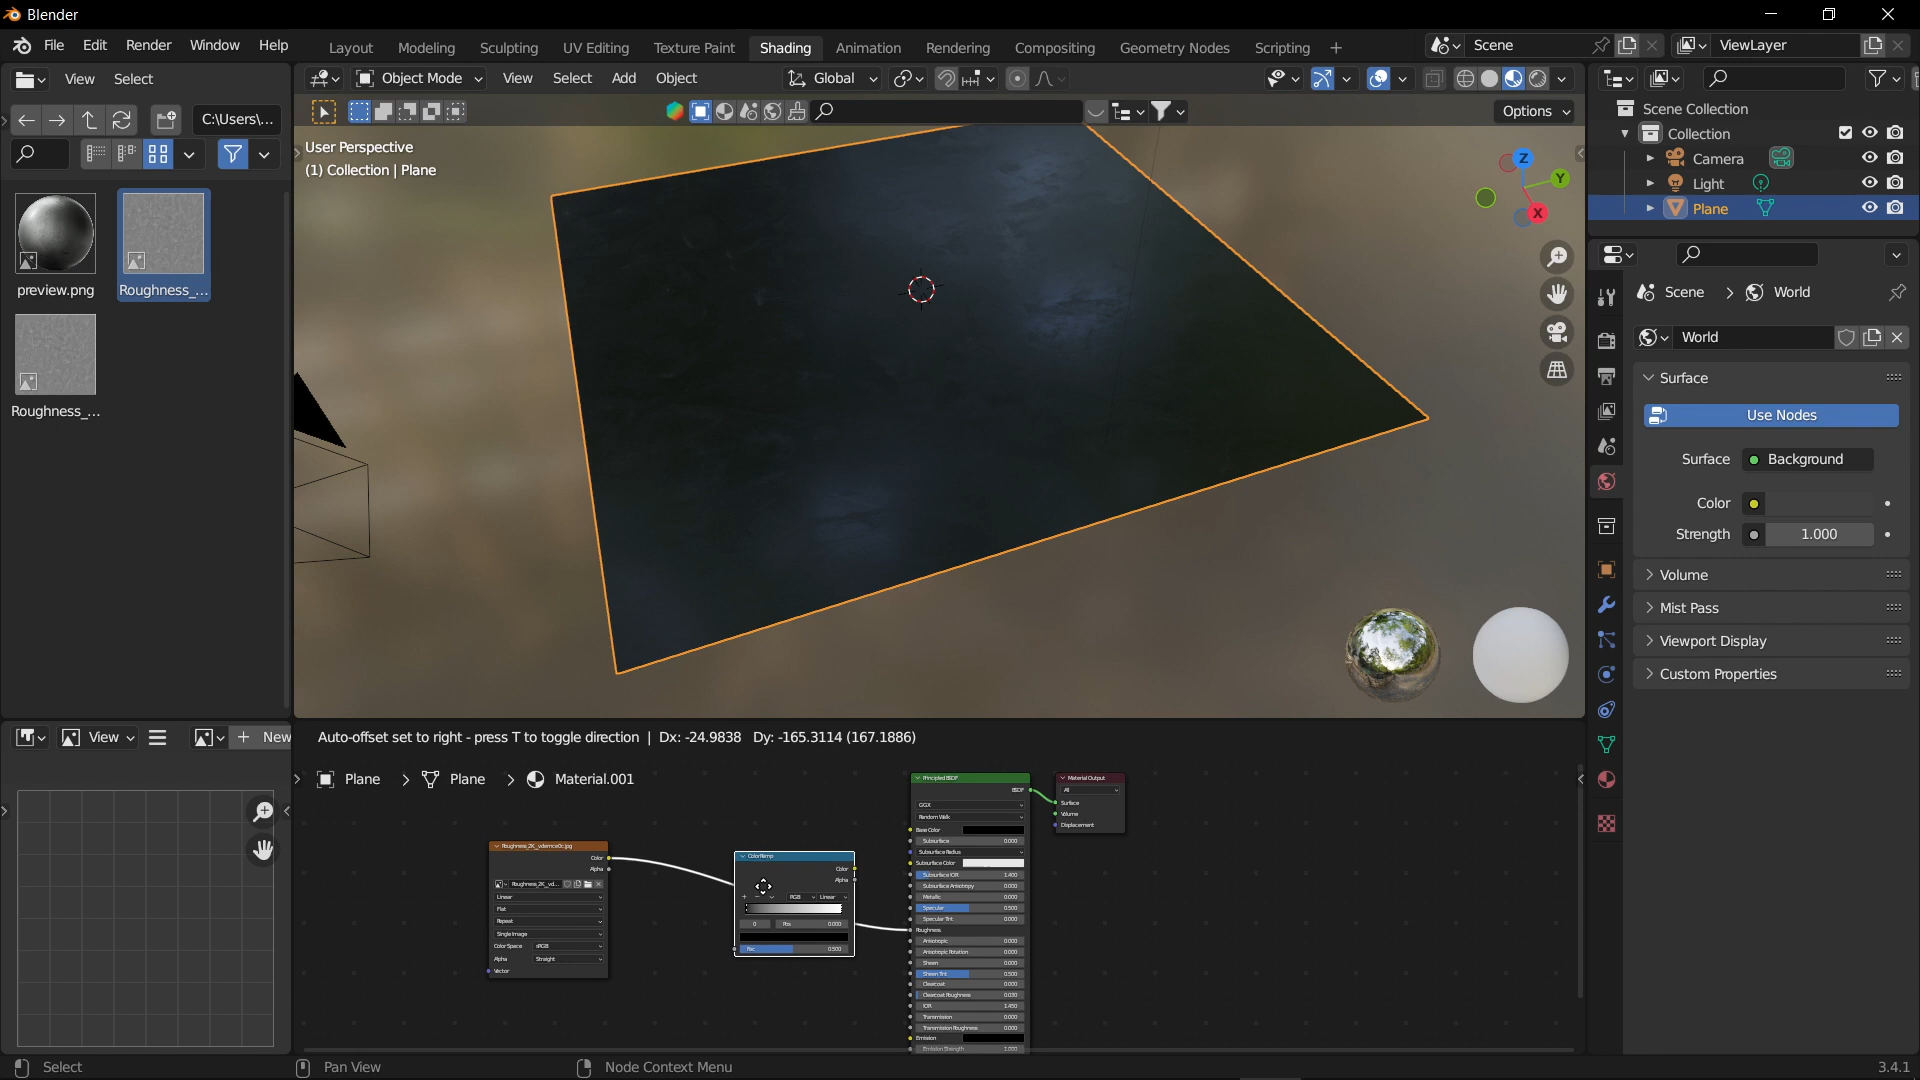 Blender
File Edit Render Window Help
Layout Modeling Sculpting UV Editing Texture Paint Shading Animation Rendering Compositing Geometry Nodes Scripting +
Scene
ViewLayer
View Select
Object Mode View Select Add Object
Global
C:\Users\...
Options
User Perspective
(1) Collection | Plane
Z
Y
X
preview.png
Roughness_...
Roughness_...
Scene Collection
Collection
Camera
Light
Plane
Scene > World
World
Surface
Use Nodes
Surface Background
Color
Strength 1.000
Volume
Mist Pass
Viewport Display
Custom Properties
View
+ New
Auto-offset set to right - press T to toggle direction | Dx: -24.9838 Dy: -165.3114 (167.1886)
Plane > Plane > Material.001
Roughness_2K_vdemce0c.jpg
Color
Alpha
Roughness_2K_vd...
Linear
Flat
Repeat
Single Image
Color Space sRGB
Alpha Straight
Vector
ColorRamp
Color
Alpha
RGB Linear
0 Pos 0.000
Fac 0.500
Principled BSDF
BSDF
GGX
Random Walk
Base Color
Subsurface 0.000
Subsurface Radius
Subsurface Color
Subsurface IOR 1.400
Subsurface Anisotropy 0.000
Metallic 0.000
Specular 0.500
Specular Tint 0.000
Roughness
Anisotropic 0.000
Anisotropic Rotation 0.000
Sheen 0.000
Sheen Tint 0.500
Clearcoat 0.000
Clearcoat Roughness 0.030
IOR 1.450
Transmission 0.000
Transmission Roughness 0.000
Emission
Emission Strength 1.000
Material Output
All
Surface
Volume
Displacement
Select
Pan View
Node Context Menu
3.4.1